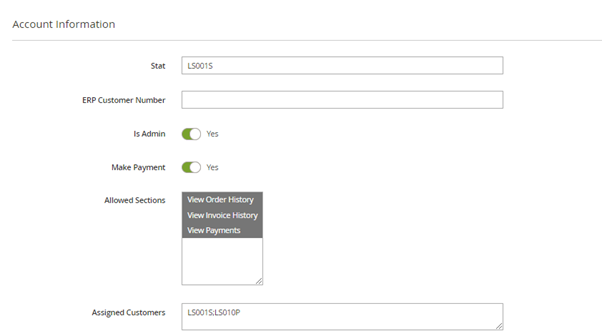 Account Information
Stat
LS001S
ERP Customer Number
Is Admin
Yes
Make Payment
Yes
Allowed Sections
View Order History
View Invoice History
View Payments
Assigned Customers
LS001S;LS010P